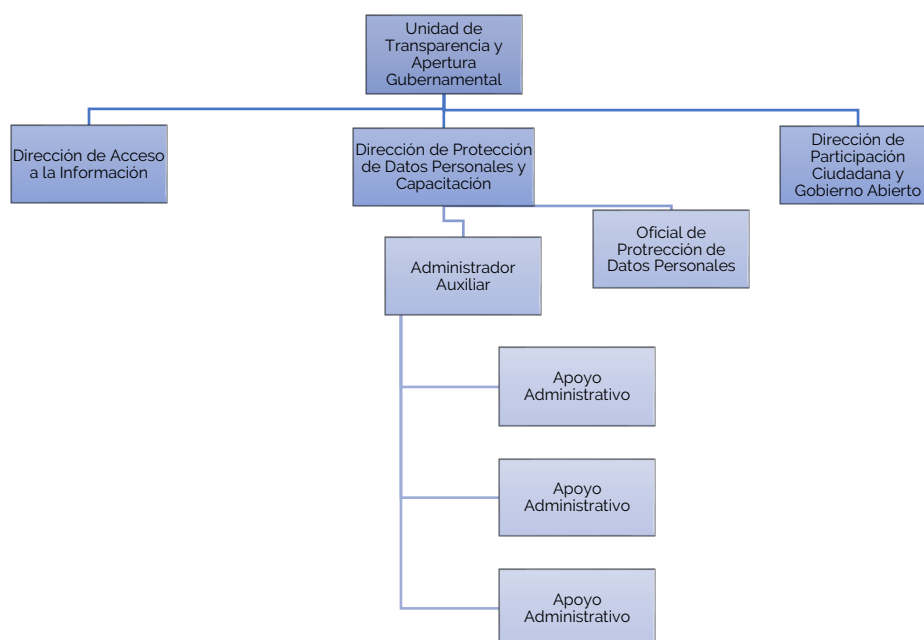 Unidad de
Transparencia y
Apertura
Gubernamental
Dirección de Acceso
a la Información
Dirección de Protección
de Datos Personales y
Capacitación
Dirección de
Participación
Ciudadana y
Gobierno Abierto
Administrador
Auxiliar
Oficial de
Protrección de
Datos Personales
Apoyo
Administrativo
Apoyo
Administrativo
Apoyo
Administrativo